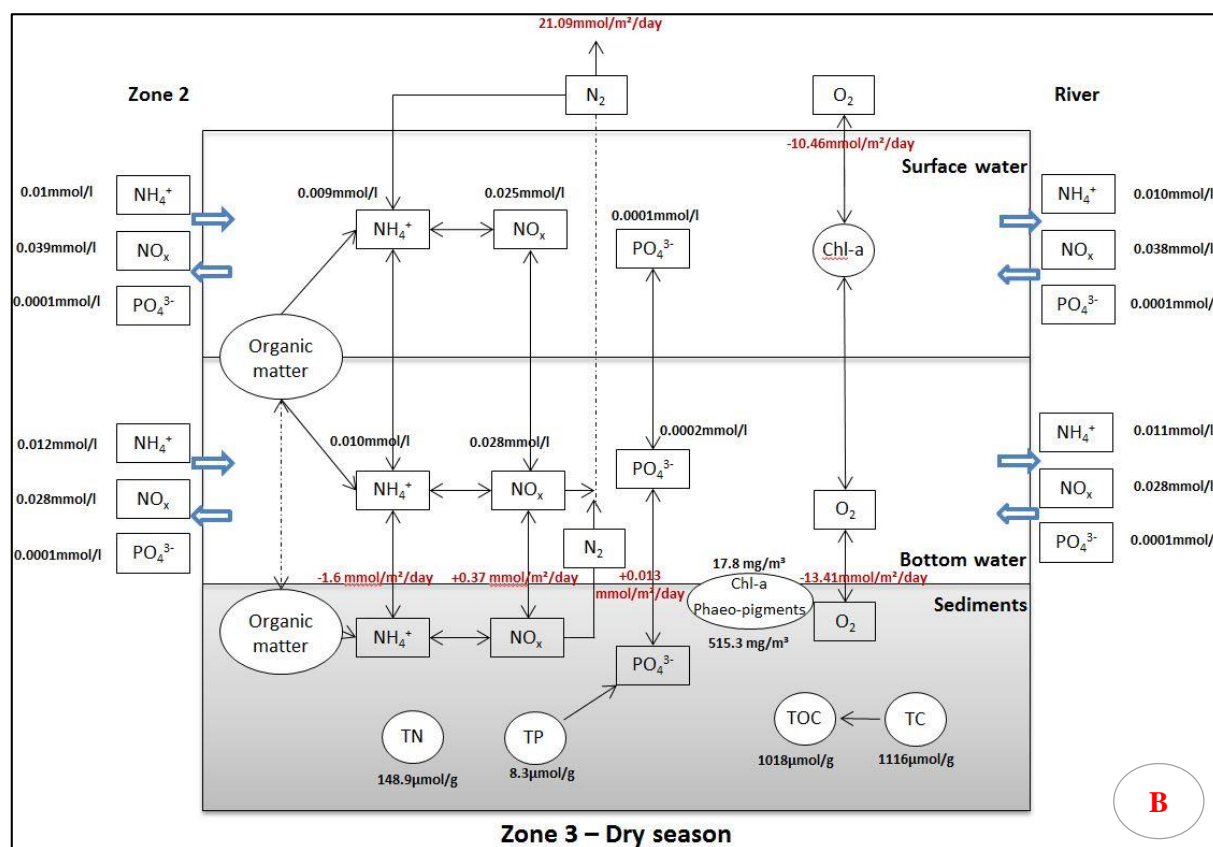 21.09mmol/m²/day
Zone 2
N₂
O₂
River
-10.46mmol/m²/day
Surface water
0.01mmol/l
NH₄⁺
0.009mmol/l
0.025mmol/l
NH₄⁺
0.010mmol/l
NH₄⁺
NOₓ
0.0001mmol/l
0.039mmol/l
NOₓ
PO₄³⁻
Chl-a
NOₓ
0.038mmol/l
0.0001mmol/l
PO₄³⁻
PO₄³⁻
0.0001mmol/
Organic
matter
0.012mmol/l
NH₄⁺
0.010mmol/l
0.028mmol/l
0.0002mmol/l
NH₄⁺
0.011mmol/l
NH₄⁺
NOₓ
PO₄³⁻
0.028mmol/l
NOₓ
O₂
NOₓ
0.028mmol/l
N₂
0.0001mmol/l
PO₄³⁻
PO₄³⁻
0.0001mmol/
Bottom water
17.8 mg/m³
-1.6 mmol/m²/day
+0.37 mmol/m²/day
+0.013
mmol/m²/day
Chl-a
Phaeo-pigments
-13.41mmol/m²/day
Sediments
Organic
matter
NH₄⁺
NOₓ
O₂
515.3 mg/m³
PO₄³⁻
TN
TP
TOC
TC
148.9µmol/g
8.3µmol/g
1018µmol/g
1116µmol/g
B
Zone 3 – Dry season